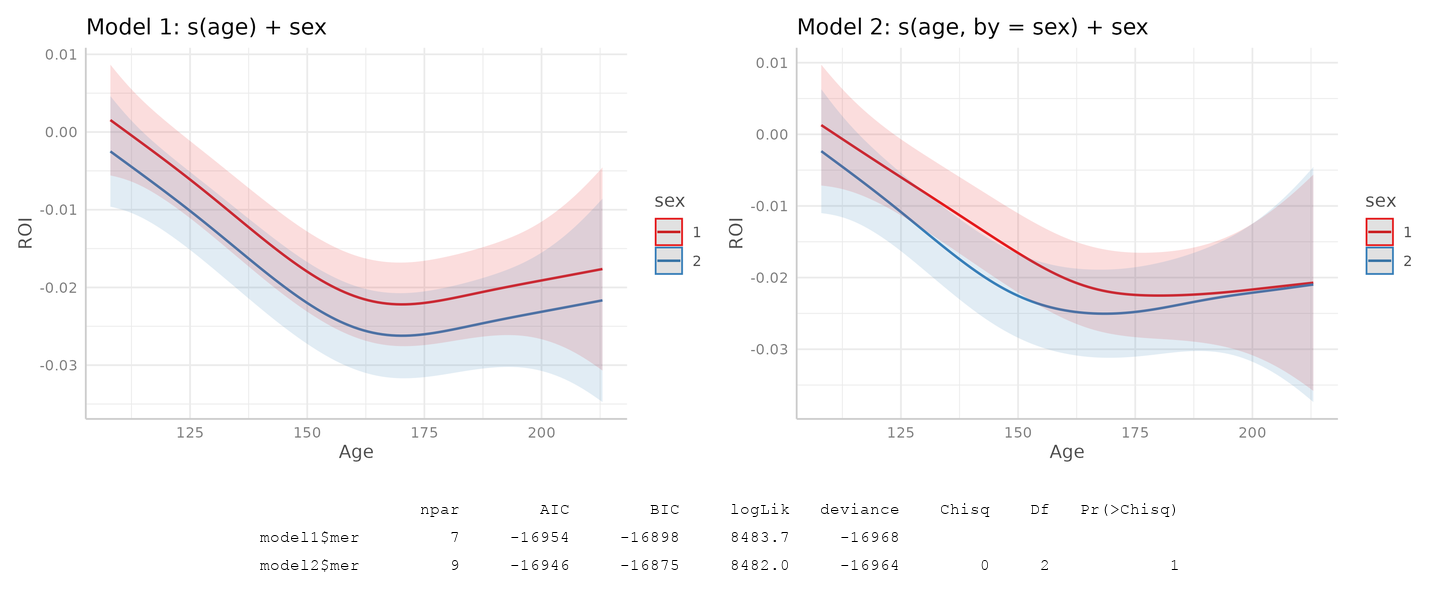 Model 1: s(age) + sex
0.01
0.00
-0.01
-0.02
-0.03
ROI
125 150 175 200
Age
sex
1
2
Model 2: s(age, by = sex) + sex
0.01
0.00
-0.01
-0.02
-0.03
ROI
125 150 175 200
Age
sex
1
2
npar AIC BIC logLik deviance Chisq Df Pr(>Chisq)
model1$mer 7 -16954 -16898 8483.7 -16968
model2$mer 9 -16946 -16875 8482.0 -16964 0 2 1